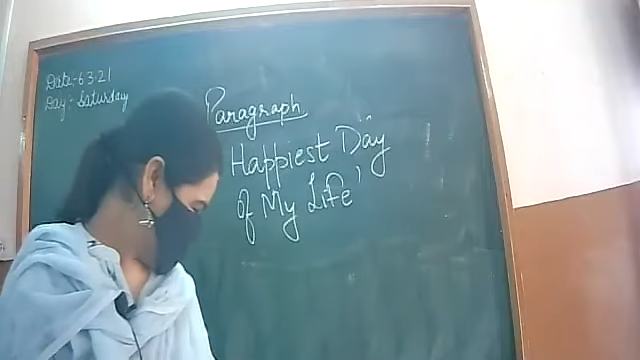 Date:- 6 3 21
Day:- Saturday
Paragraph
Happiest Day
of My Life'